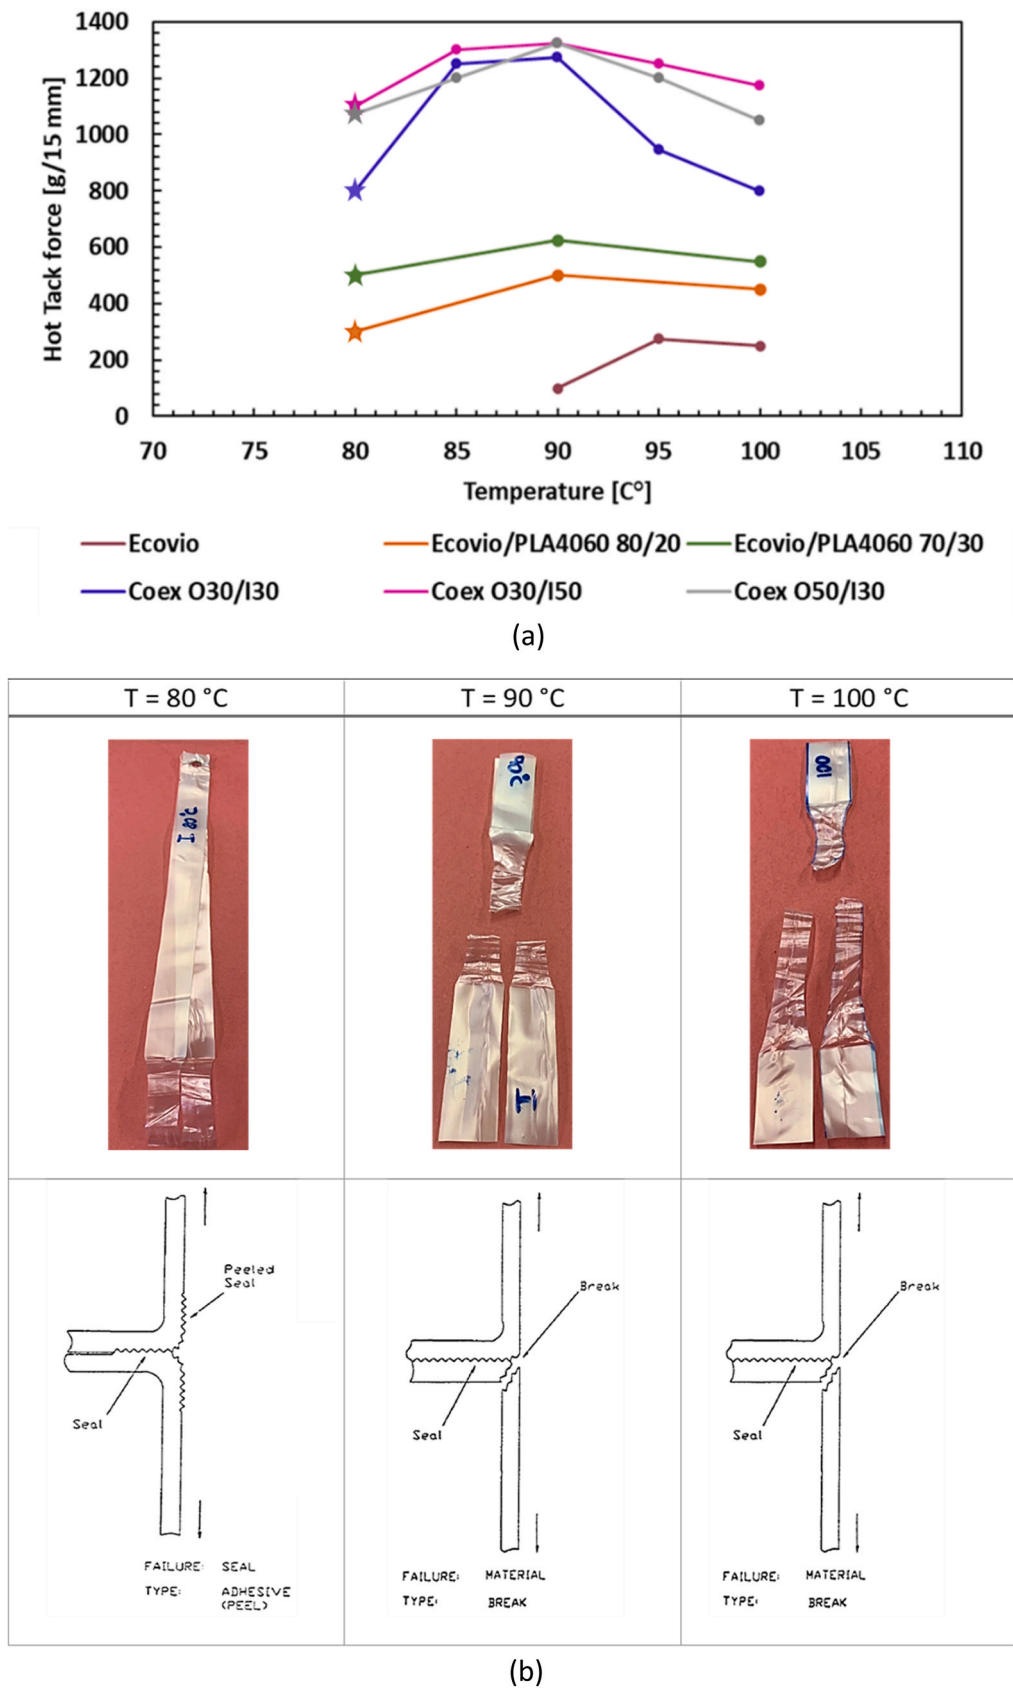 1400
1200
1000
800
600
400
200
0
Hot Tack force [g/15 mm]
70 75 80 85 90 95 100 105 110
Temperature [C°]
Ecovio Ecovio/PLA4060 80/20 Ecovio/PLA4060 70/30
Coex O30/I30 Coex O30/I50 Coex O50/I30
(a)
T = 80 °C T = 90 °C T = 100 °C
I 80°C
90°C
100
I
Peeled
Seal
Seal
FAILURE: SEAL
TYPE: ADHESIVE
(PEEL)
Break
Seal
FAILURE: MATERIAL
TYPE: BREAK
Break
Seal
FAILURE: MATERIAL
TYPE: BREAK
(b)